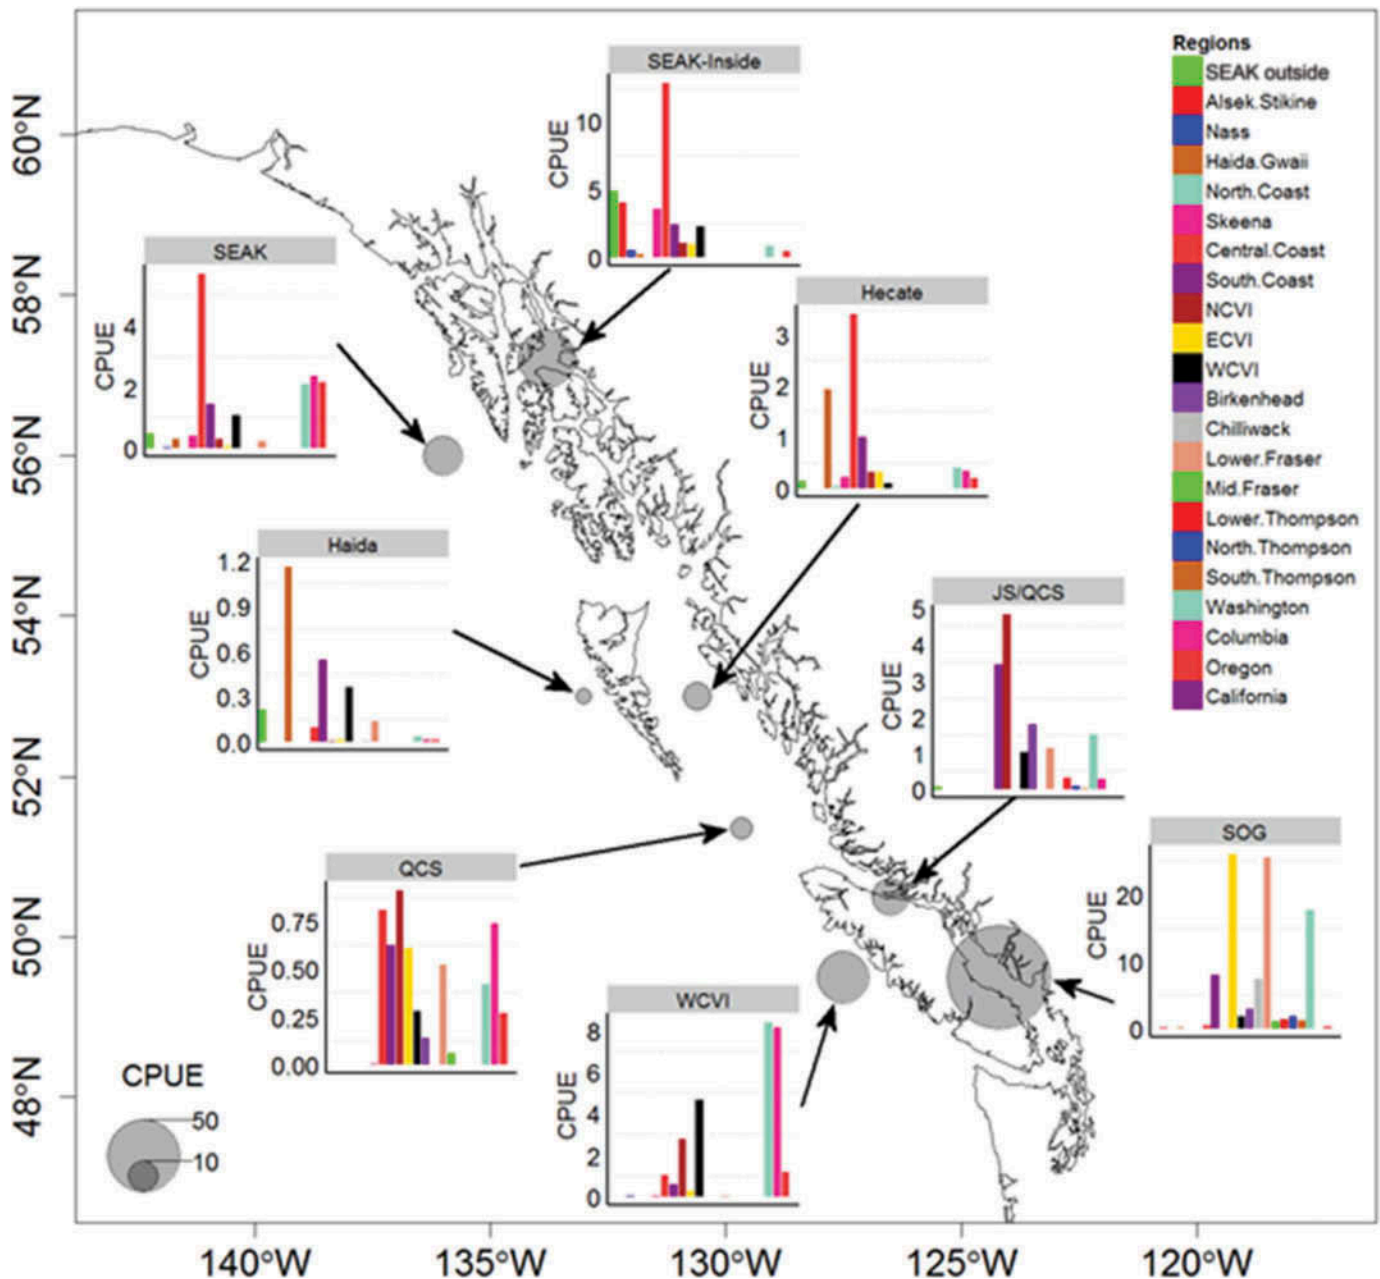 Regions
SEAK outside
Alsek.Stikine
Nass
Haida.Gwaii
North.Coast
Skeena
Central.Coast
South.Coast
NCVI
ECVI
WCVI
Birkenhead
Chilliwack
Lower.Fraser
Mid.Fraser
Lower.Thompson
North.Thompson
South.Thompson
Washington
Columbia
Oregon
California
SEAK-Inside
CPUE
10
5
0
SEAK
CPUE
4
2
0
Hecate
CPUE
3
2
1
0
Haida
CPUE
1.2
0.9
0.6
0.3
0.0
JS/QCS
CPUE
5
4
3
2
1
0
SOG
CPUE
20
10
0
QCS
CPUE
0.75
0.50
0.25
0.00
WCVI
CPUE
8
6
4
2
0
CPUE
50
10
60°N
58°N
56°N
54°N
52°N
50°N
48°N
140°W
135°W
130°W
125°W
120°W